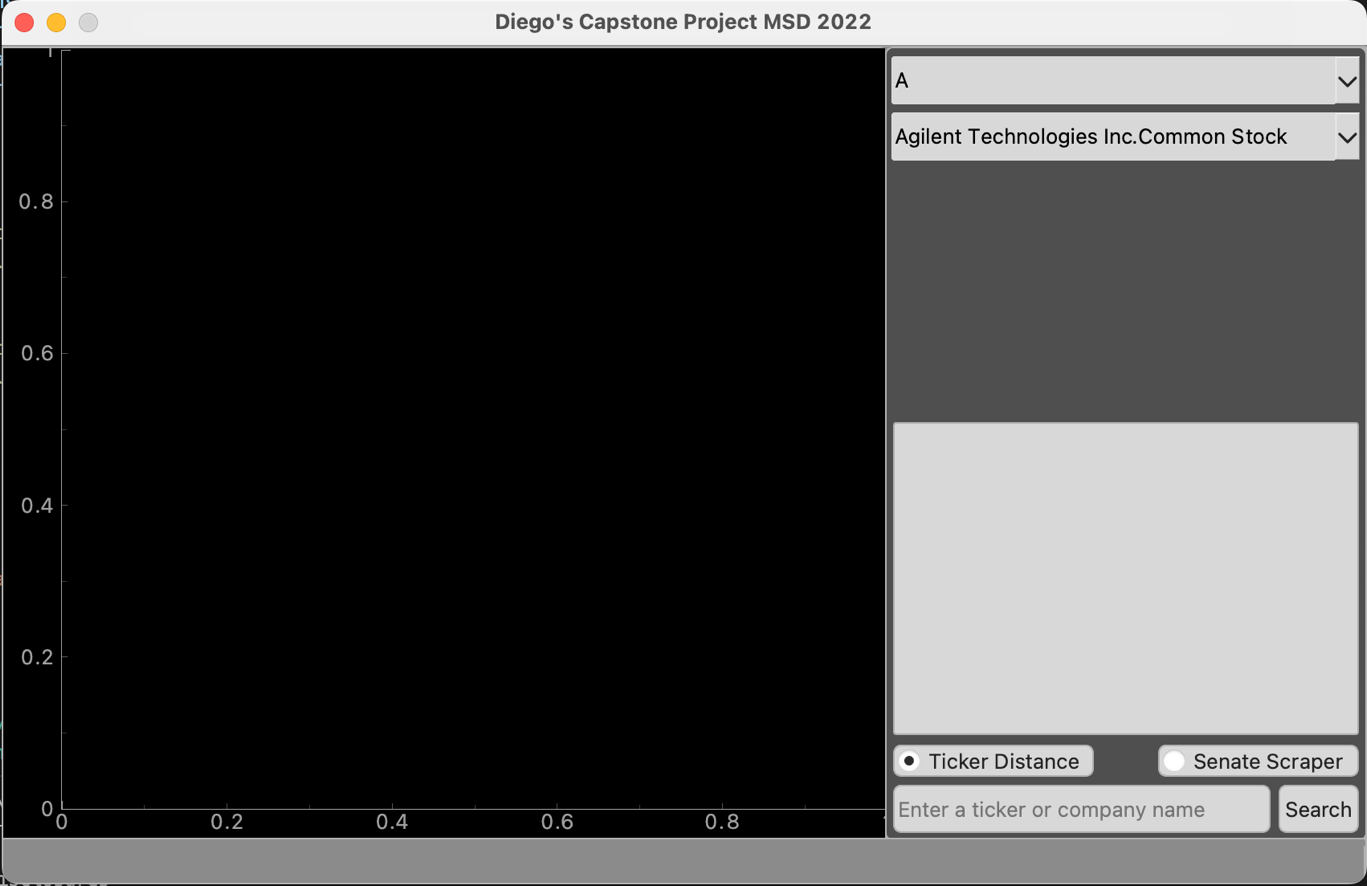 Diego's Capstone Project MSD 2022
A
Agilent Technologies Inc.Common Stock
1
0.8
0.6
0.4
0.2
0
0 0.2 0.4 0.6 0.8
Ticker Distance Senate Scraper
Enter a ticker or company name Search